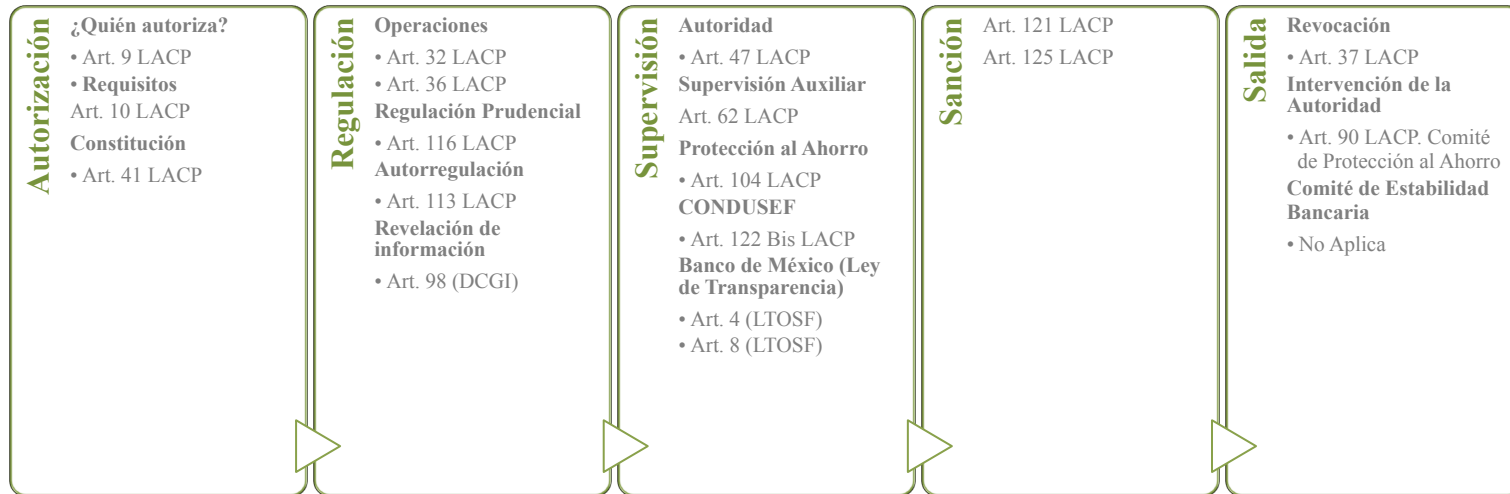 Autorización
¿Quién autoriza?
• Art. 9 LACP
• Requisitos
Art. 10 LACP
Constitución
• Art. 41 LACP
Regulación
Operaciones
• Art. 32 LACP
• Art. 36 LACP
Regulación Prudencial
• Art. 116 LACP
Autorregulación
• Art. 113 LACP
Revelación de
información
• Art. 98 (DCGI)
Supervisión
Autoridad
• Art. 47 LACP
Supervisión Auxiliar
Art. 62 LACP
Protección al Ahorro
• Art. 104 LACP
CONDUSEF
• Art. 122 Bis LACP
Banco de México (Ley
de Transparencia)
• Art. 4 (LTOSF)
• Art. 8 (LTOSF)
Sanción
Art. 121 LACP
Art. 125 LACP
Salida
Revocación
• Art. 37 LACP
Intervención de la
Autoridad
• Art. 90 LACP. Comité
de Protección al Ahorro
Comité de Estabilidad
Bancaria
• No Aplica